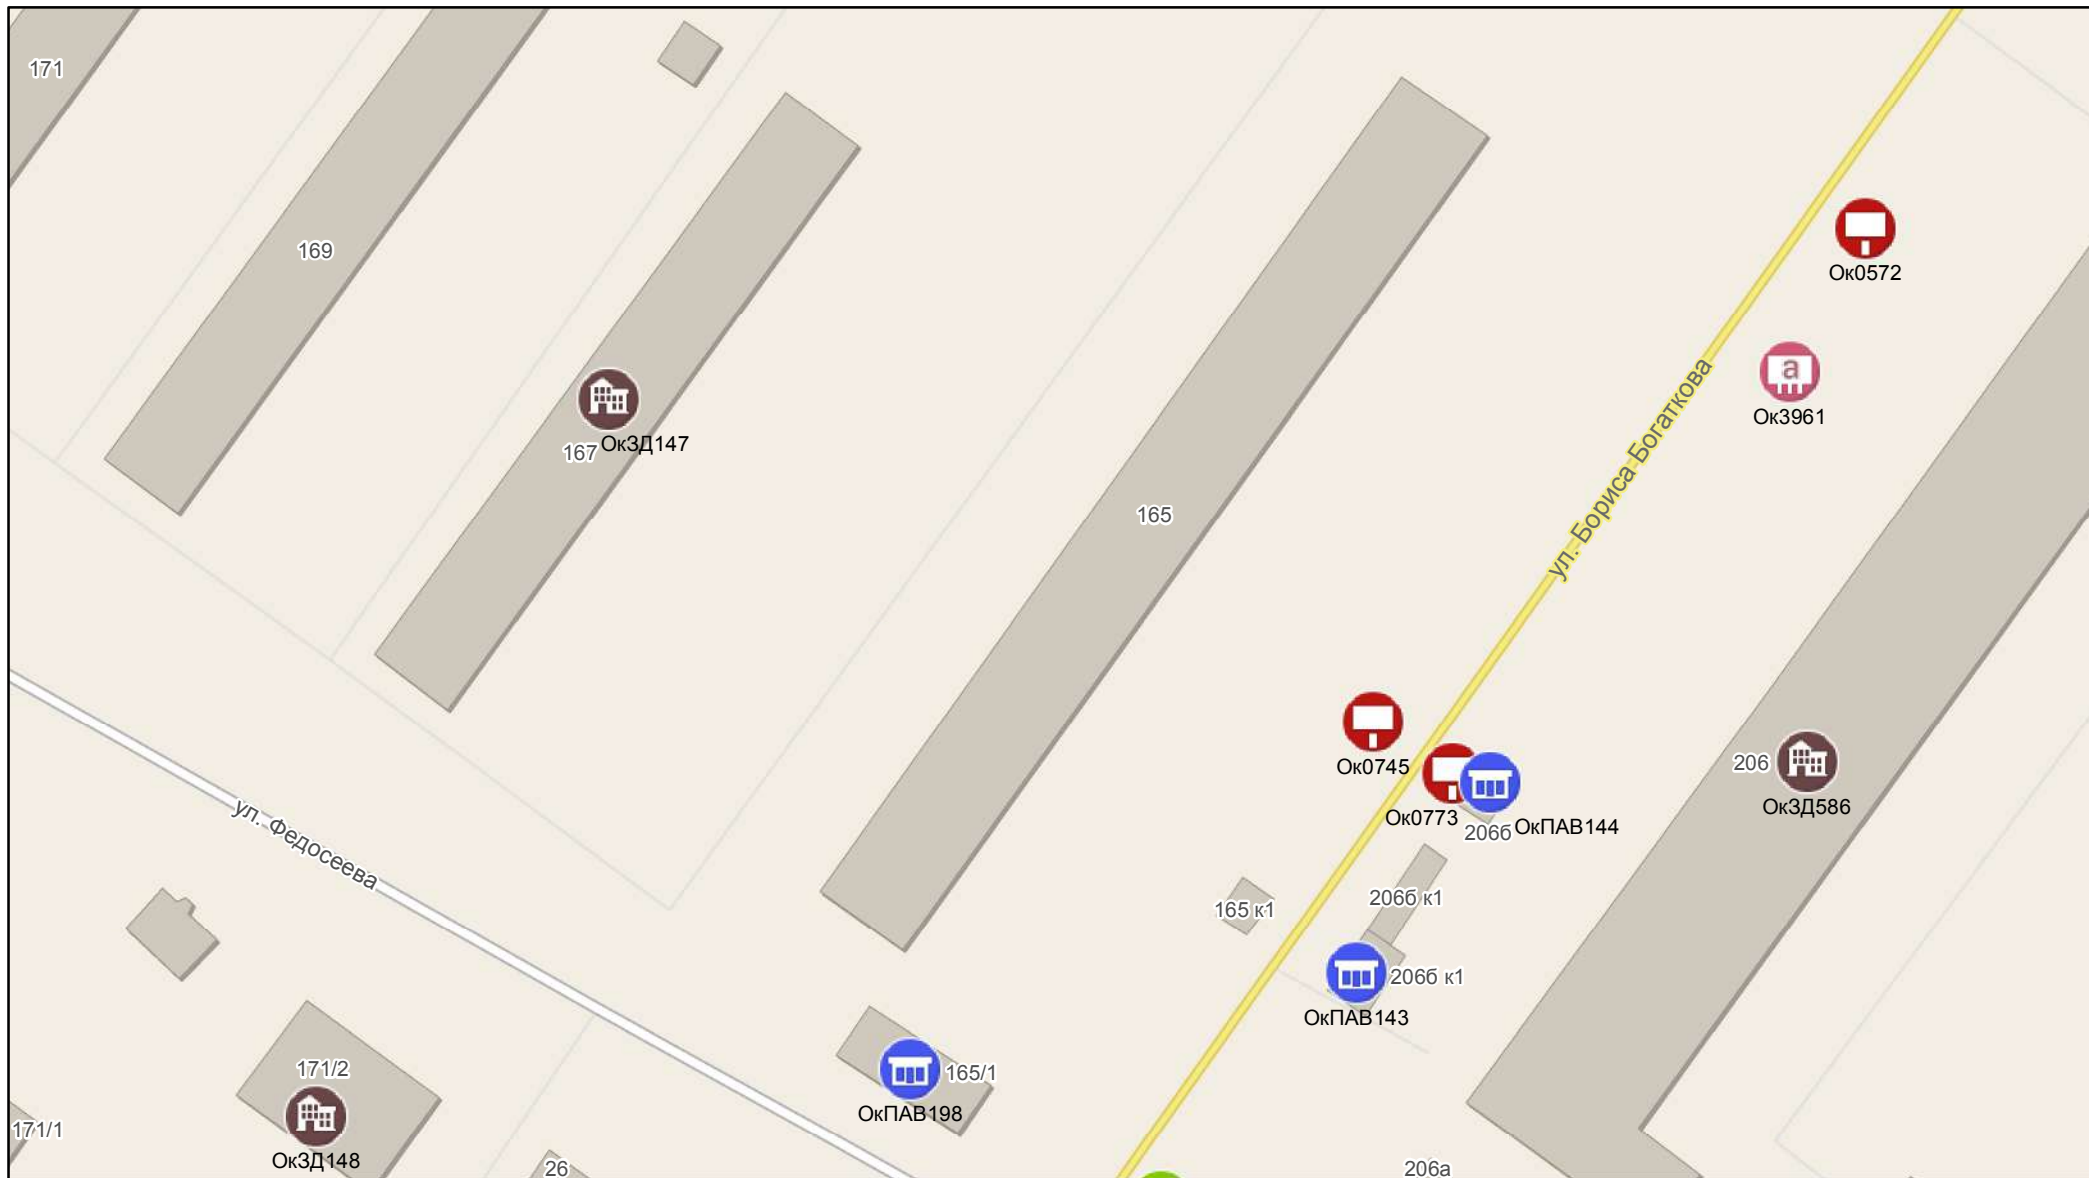 171
169
Ок0572
а
Ок3961
ул. Бориса Богаткова
167
ОкЗД147
165
Ок0745
Ок0773
206б
ОкПАВ144
206
ОкЗД586
ул. Федосеева
165 к1
206б к1
206б к1
ОкПАВ143
171/2
165/1
ОкПАВ198
171/1
ОкЗД148
26
206а